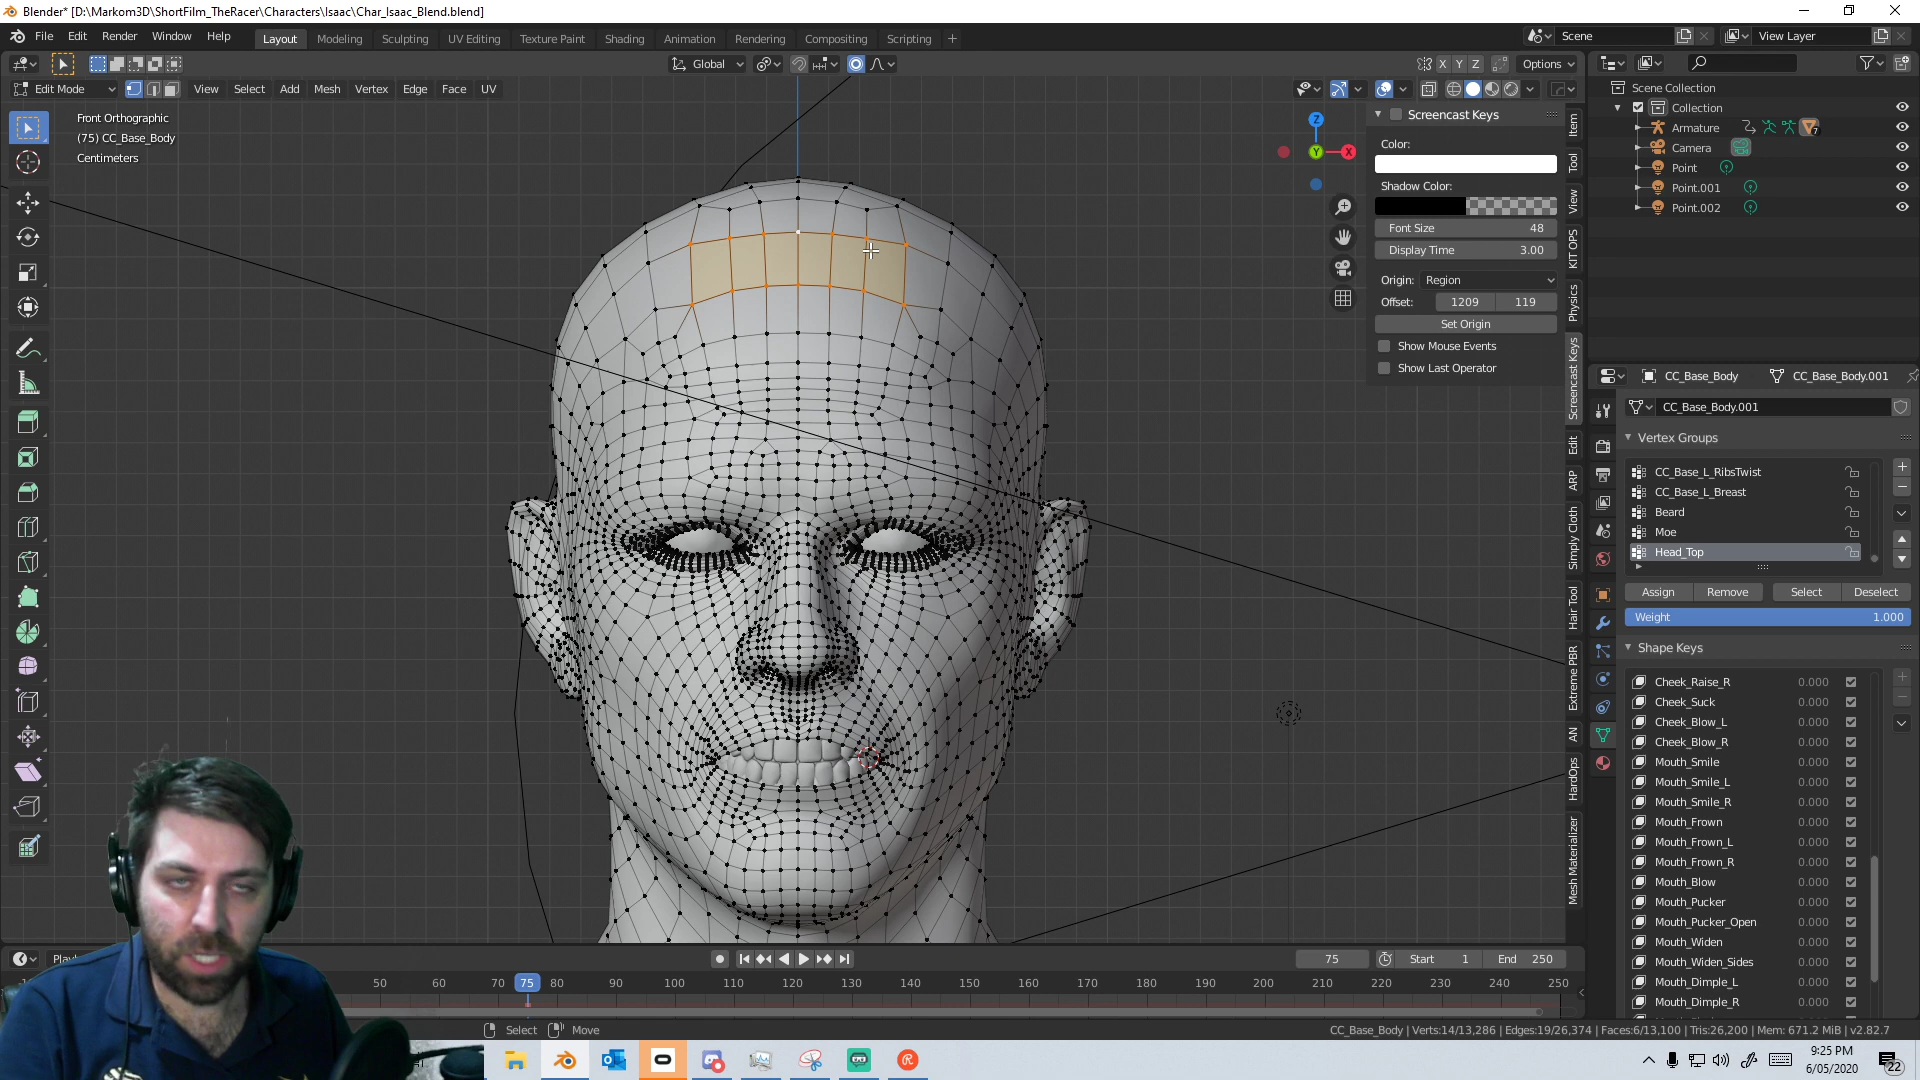 Blender* [D:\Markom3D\ShortFilm_TheRacer\Characters\Isaac\Char_Isaac_Blend.blend]
File Edit Render Window Help
Layout Modeling Sculpting UV Editing Texture Paint Shading Animation Rendering Compositing Scripting
Scene View Layer
Global
X Y Z Options
Edit Mode View Select Add Mesh Vertex Edge Face UV
Front Orthographic
(75) CC_Base_Body
Centimeters
Z
Y X
Screencast Keys
Color:
Shadow Color:
Font Size 48
Display Time 3.00
Origin: Region
Offset: 1209 119
Set Origin
Show Mouse Events
Show Last Operator
Item
Tool
View
KIT OPS
Physics
Screencast Keys
Edit
ARP
Simply Cloth
Hair Tool
Extreme PBR
AN
HardOps
Mesh Materializer
Scene Collection
Collection
Armature 7
Camera
Point
Point.001
Point.002
CC_Base_Body CC_Base_Body.001
CC_Base_Body.001
Vertex Groups
CC_Base_L_RibsTwist
CC_Base_L_Breast
Beard
Moe
Head_Top
Assign Remove Select Deselect
Weight 1.000
Shape Keys
Cheek_Raise_R 0.000
Cheek_Suck 0.000
Cheek_Blow_L 0.000
Cheek_Blow_R 0.000
Mouth_Smile 0.000
Mouth_Smile_L 0.000
Mouth_Smile_R 0.000
Mouth_Frown 0.000
Mouth_Frown_L 0.000
Mouth_Frown_R 0.000
Mouth_Blow 0.000
Mouth_Pucker 0.000
Mouth_Pucker_Open 0.000
Mouth_Widen 0.000
Mouth_Widen_Sides 0.000
Mouth_Dimple_L 0.000
Mouth_Dimple_R 0.000
75 Start 1 End 250
50 60 70 75 80 90 100 110 120 130 140 150 160 170 180 190 200 210 220 230 240 250
Select Move
CC_Base_Body | Verts:14/13,286 | Edges:19/26,374 | Faces:6/13,100 | Tris:26,200 | Mem: 671.2 MiB | v2.82.7
9:25 PM
6/05/2020
22